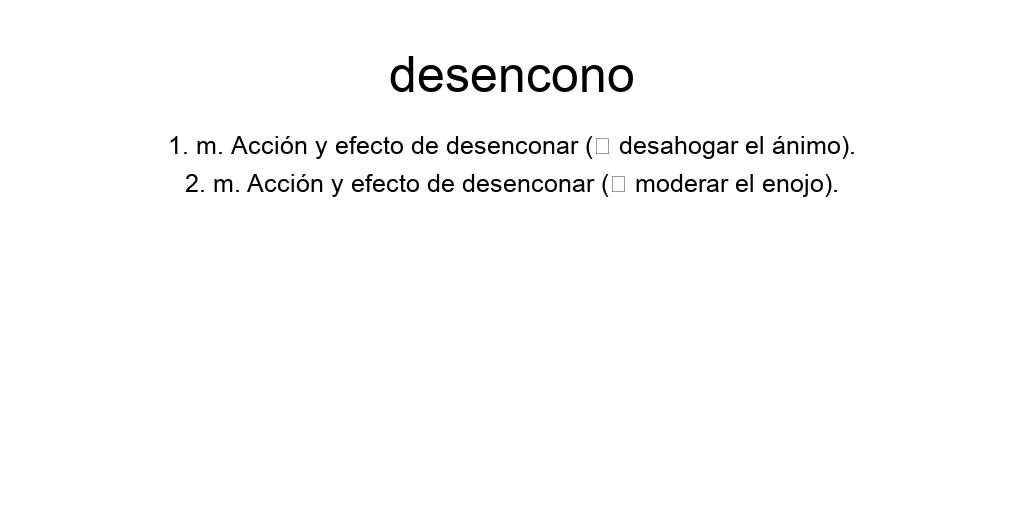 desencono
1. m. Acción y efecto de desenconar (▯ desahogar el ánimo).
2. m. Acción y efecto de desenconar (▯ moderar el enojo).